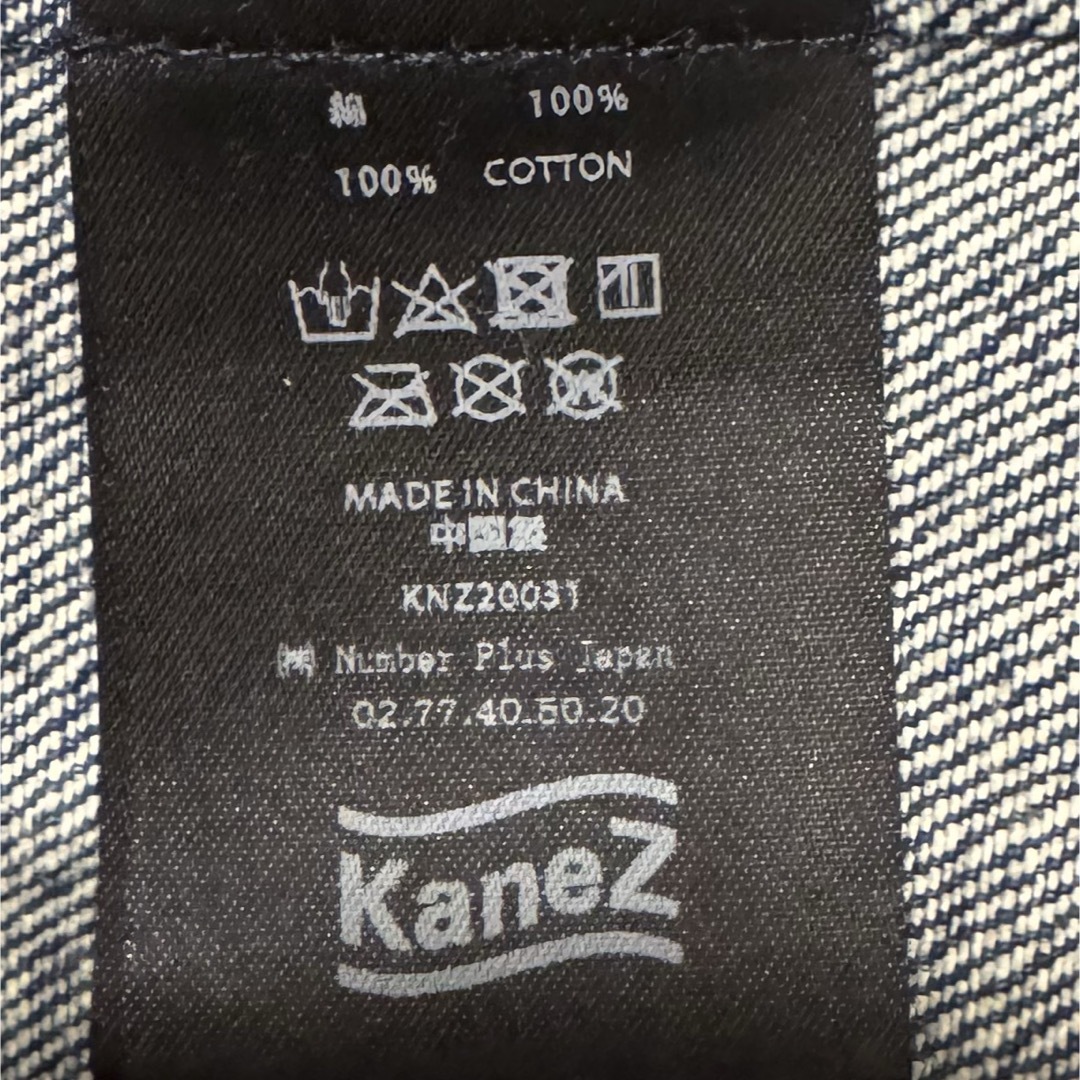 綿 100%
100% COTTON
MADE IN CHINA
中国製
KNZ20031
㈱ Number Plus Japan
02.77.40.50.20
KaneZ